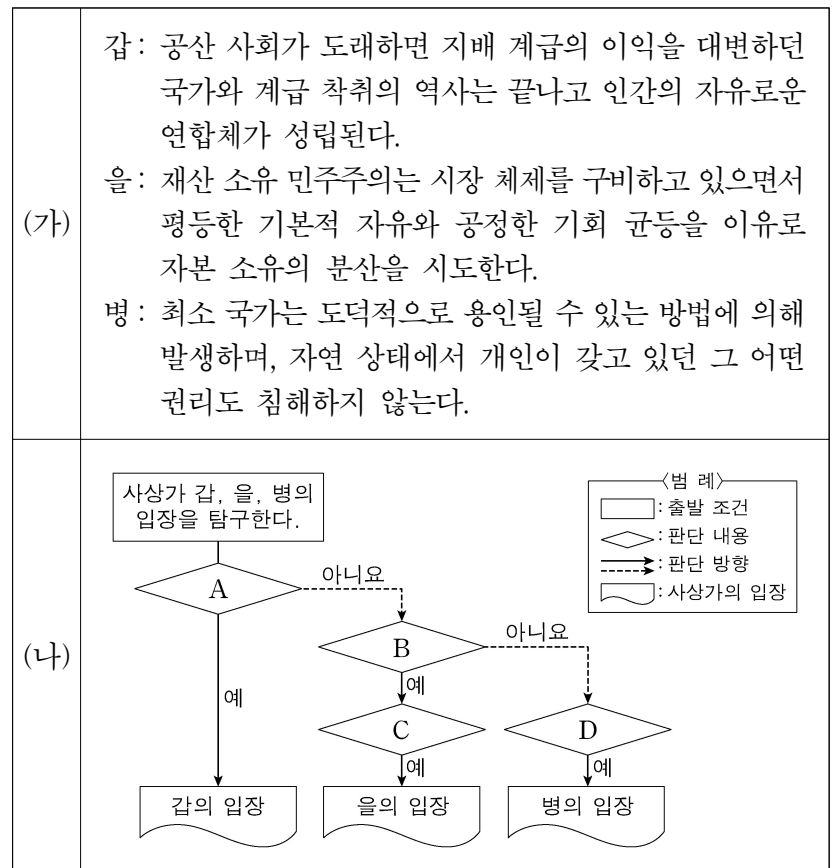 (가)
갑: 공산 사회가 도래하면 지배 계급의 이익을 대변하던
국가와 계급 착취의 역사는 끝나고 인간의 자유로운
연합체가 성립된다.
을: 재산 소유 민주주의는 시장 체제를 구비하고 있으면서
평등한 기본적 자유와 공정한 기회 균등을 이유로
자본 소유의 분산을 시도한다.
병: 최소 국가는 도덕적으로 용인될 수 있는 방법에 의해
발생하며, 자연 상태에서 개인이 갖고 있던 그 어떤
권리도 침해하지 않는다.
(나)
사상가 갑, 을, 병의
입장을 탐구한다.
〈범 례〉
: 출발 조건
: 판단 내용
: 판단 방향
: 사상가의 입장
A
아니요
B
아니요
예
예
C
D
예
예
갑의 입장
을의 입장
병의 입장